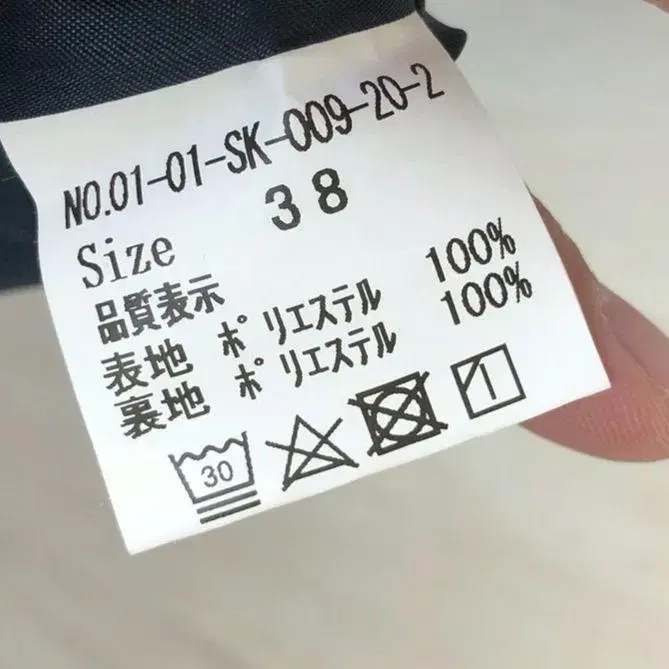 NO.01-01-SK-009-20-2
Size 38
品質表示
表地 ポリエステル 100%
裏地 ポリエステル 100%
30